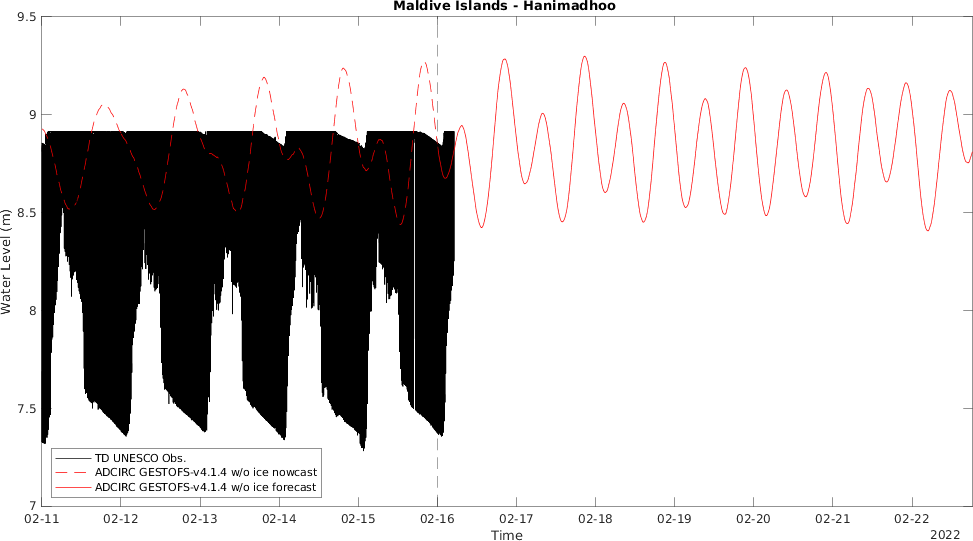 Maldive Islands - Hanimadhoo
9.5
9
8.5
8
7.5
7
Water Level (m)
TD UNESCO Obs.
ADCIRC GESTOFS-v4.1.4 w/o ice nowcast
ADCIRC GESTOFS-v4.1.4 w/o ice forecast
02-11 02-12 02-13 02-14 02-15 02-16 02-17 02-18 02-19 02-20 02-21 02-22
Time
2022